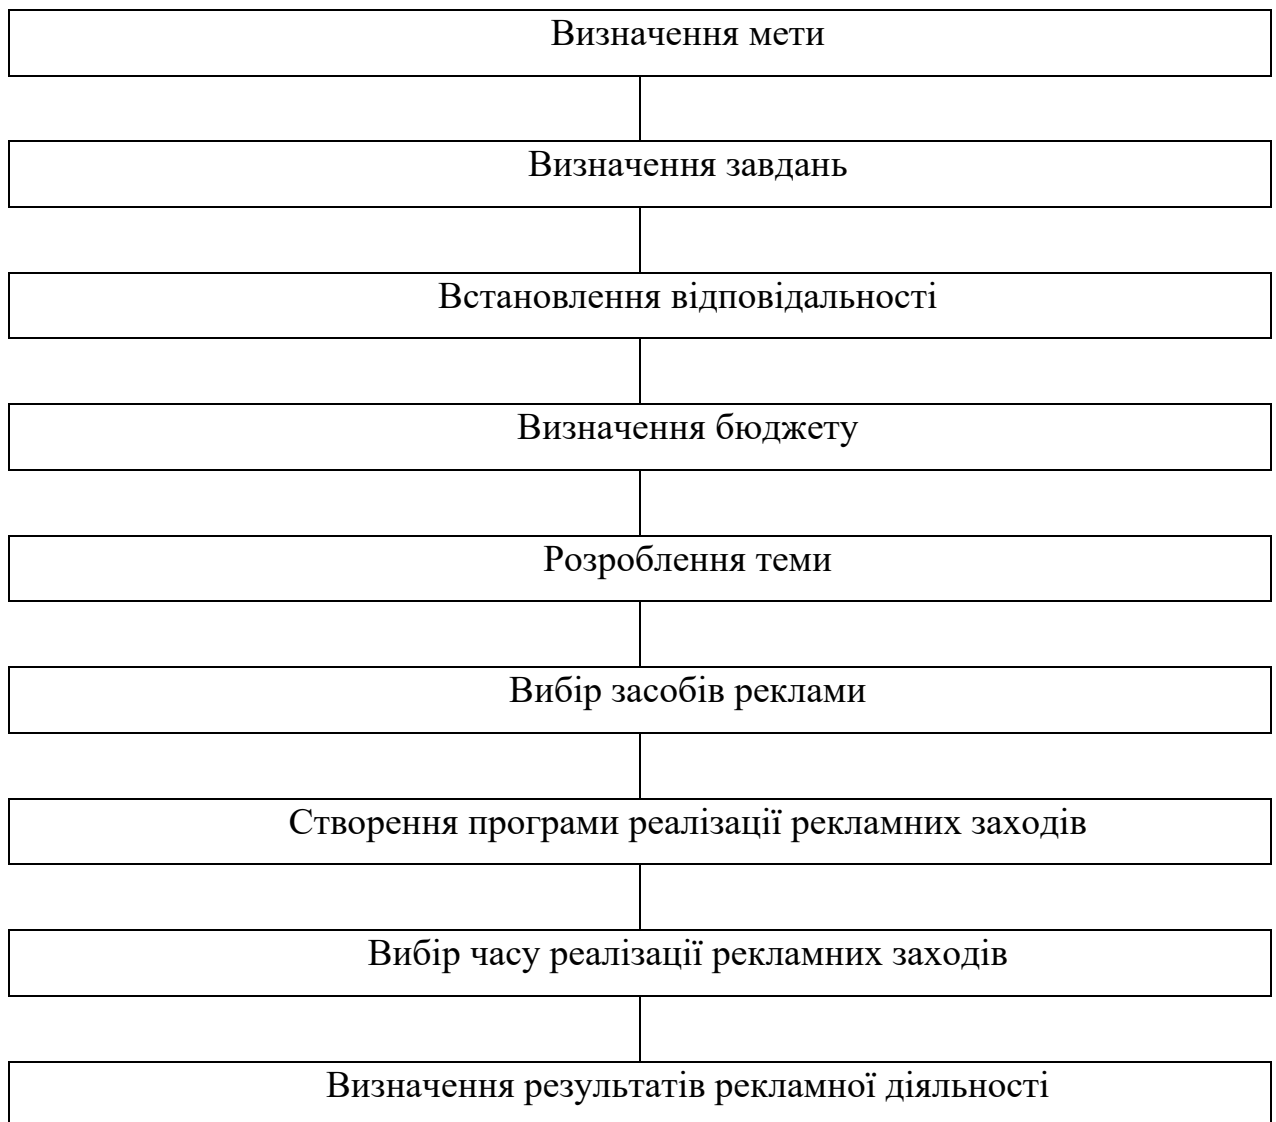 Визначення мети
Визначення завдань
Встановлення відповідальності
Визначення бюджету
Розроблення теми
Вибір засобів реклами
Створення програми реалізації рекламних заходів
Вибір часу реалізації рекламних заходів
Визначення результатів рекламної діяльності